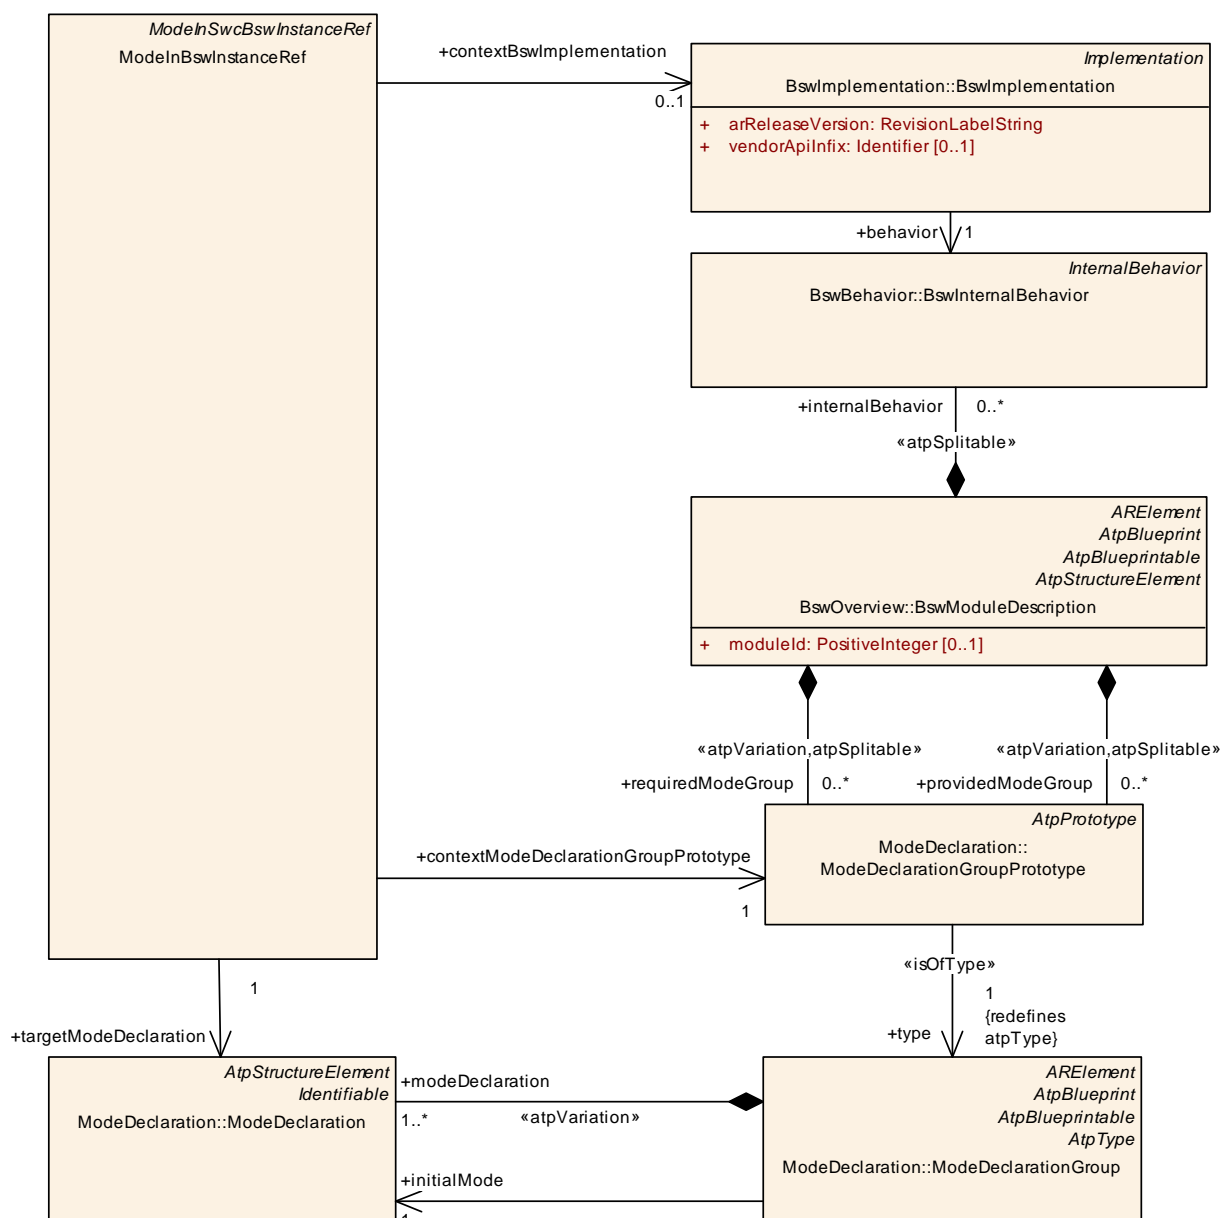 ModeInSwcBswInstanceRef
ModeInBswInstanceRef
+contextBswImplementation
0..1
Implementation
BswImplementation::BswImplementation
+ arReleaseVersion: RevisionLabelString
+ vendorApiInfix: Identifier [0..1]
+behavior 1
InternalBehavior
BswBehavior::BswInternalBehavior
+internalBehavior 0..*
«atpSplitable»
ARElement
AtpBlueprint
AtpBlueprintable
AtpStructureElement
BswOverview::BswModuleDescription
+ moduleId: PositiveInteger [0..1]
«atpVariation,atpSplitable» «atpVariation,atpSplitable»
+requiredModeGroup 0..* +providedModeGroup 0..*
AtpPrototype
ModeDeclaration::
ModeDeclarationGroupPrototype
+contextModeDeclarationGroupPrototype
1
«isOfType»
1
{redefines
atpType}
+type
1
+targetModeDeclaration
AtpStructureElement
Identifiable
ModeDeclaration::ModeDeclaration
+modeDeclaration
1..* «atpVariation»
+initialMode
1
ARElement
AtpBlueprint
AtpBlueprintable
AtpType
ModeDeclaration::ModeDeclarationGroup